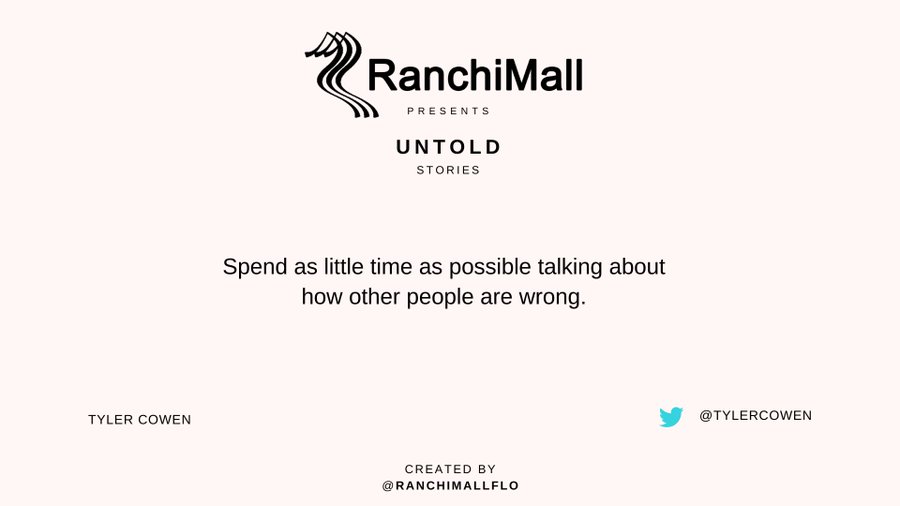 RanchiMall
PRESENTS
UNTOLD
STORIES
Spend as little time as possible talking about
how other people are wrong.
TYLER COWEN
@TYLERCOWEN
CREATED BY
@RANCHIMALLFLO